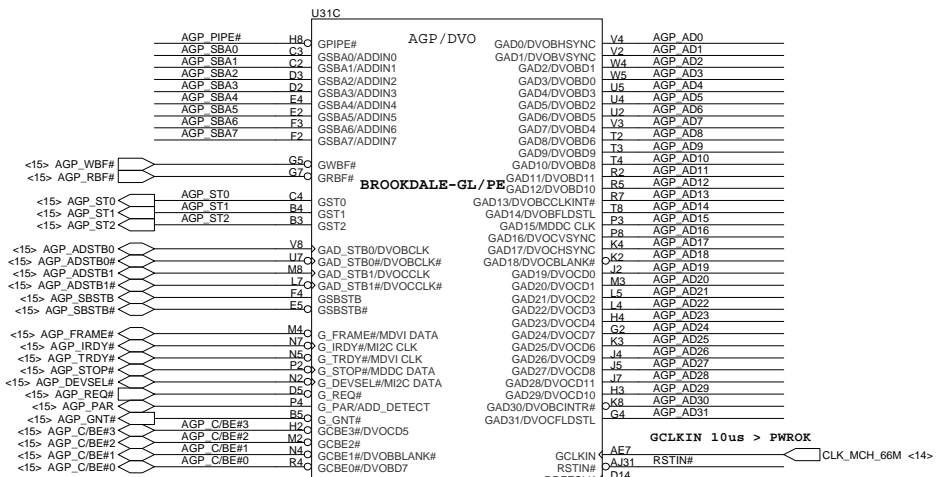 U31C
AGP/DVO
AGP_PIPE# H8 GPIPE#
AGP_SBA0 C3 GSBA0/ADDIN0
AGP_SBA1 C2 GSBA1/ADDIN1
AGP_SBA2 D3 GSBA2/ADDIN2
AGP_SBA3 D2 GSBA3/ADDIN3
AGP_SBA4 E4 GSBA4/ADDIN4
AGP_SBA5 E2 GSBA5/ADDIN5
AGP_SBA6 F3 GSBA6/ADDIN6
AGP_SBA7 F2 GSBA7/ADDIN7
<15> AGP_WBF# G5 GWBF#
<15> AGP_RBF# G7 GRBF#
BROOKDALE-GL/PE
<15> AGP_ST0 AGP_ST0 C4 GST0
<15> AGP_ST1 AGP_ST1 B4 GST1
<15> AGP_ST2 AGP_ST2 B3 GST2
<15> AGP_ADSTB0 V8 GAD_STB0/DVOBCLK
<15> AGP_ADSTB0# U7 GAD_STB0#/DVOBCLK#
<15> AGP_ADSTB1 M8 GAD_STB1/DVOCCLK
<15> AGP_ADSTB1# L7 GAD_STB1#/DVOCCLK#
<15> AGP_SBSTB F4 GSBSTB
<15> AGP_SBSTB# E5 GSBSTB#
<15> AGP_FRAME# M4 G_FRAME#/MDVI DATA
<15> AGP_IRDY# N7 G_IRDY#/MI2C CLK
<15> AGP_TRDY# N5 G_TRDY#/MDVI CLK
<15> AGP_STOP# P2 G_STOP#/MDDC DATA
<15> AGP_DEVSEL# N2 G_DEVSEL#/MI2C DATA
<15> AGP_REQ# D5 G_REQ#
<15> AGP_PAR P4 G_PAR/ADD_DETECT
<15> AGP_GNT# B5 G_GNT#
<15> AGP_C/BE#3 AGP_C/BE#3 H2 GCBE3#/DVOCD5
<15> AGP_C/BE#2 AGP_C/BE#2 M2 GCBE2#
<15> AGP_C/BE#1 AGP_C/BE#1 N4 GCBE1#/DVOBBLANK#
<15> AGP_C/BE#0 AGP_C/BE#0 R4 GCBE0#/DVOBD7
GAD0/DVOBHSYNC V4 AGP_AD0
GAD1/DVOBVSYNC V2 AGP_AD1
GAD2/DVOBD1 W4 AGP_AD2
GAD3/DVOBD0 W5 AGP_AD3
GAD4/DVOBD3 U5 AGP_AD4
GAD5/DVOBD2 U4 AGP_AD5
GAD6/DVOBD5 U2 AGP_AD6
GAD7/DVOBD4 V3 AGP_AD7
GAD8/DVOBD6 T2 AGP_AD8
GAD9/DVOBD9 T3 AGP_AD9
GAD10/DVOBD8 T4 AGP_AD10
GAD11/DVOBD11 R2 AGP_AD11
GAD12/DVOBD10 R5 AGP_AD12
GAD13/DVOBCCLKINT# R7 AGP_AD13
GAD14/DVOBFLDSTL T8 AGP_AD14
GAD15/MDDC CLK P3 AGP_AD15
GAD16/DVOCVSYNC P8 AGP_AD16
GAD17/DVOCHSYNC K4 AGP_AD17
GAD18/DVOCBLANK# K2 AGP_AD18
GAD19/DVOCD0 J2 AGP_AD19
GAD20/DVOCD1 M3 AGP_AD20
GAD21/DVOCD2 L5 AGP_AD21
GAD22/DVOCD3 L4 AGP_AD22
GAD23/DVOCD4 H4 AGP_AD23
GAD24/DVOCD7 G2 AGP_AD24
GAD25/DVOCD6 K3 AGP_AD25
GAD26/DVOCD9 J4 AGP_AD26
GAD27/DVOCD8 J5 AGP_AD27
GAD28/DVOCD11 J7 AGP_AD28
GAD29/DVOCD10 H3 AGP_AD29
GAD30/DVOBCINTR# K8 AGP_AD30
GAD31/DVOCFLDSTL G4 AGP_AD31
GCLKIN 10us > PWROK
GCLKIN AE7 CLK_MCH_66M <14>
RSTIN# AJ31 RSTIN#
D14